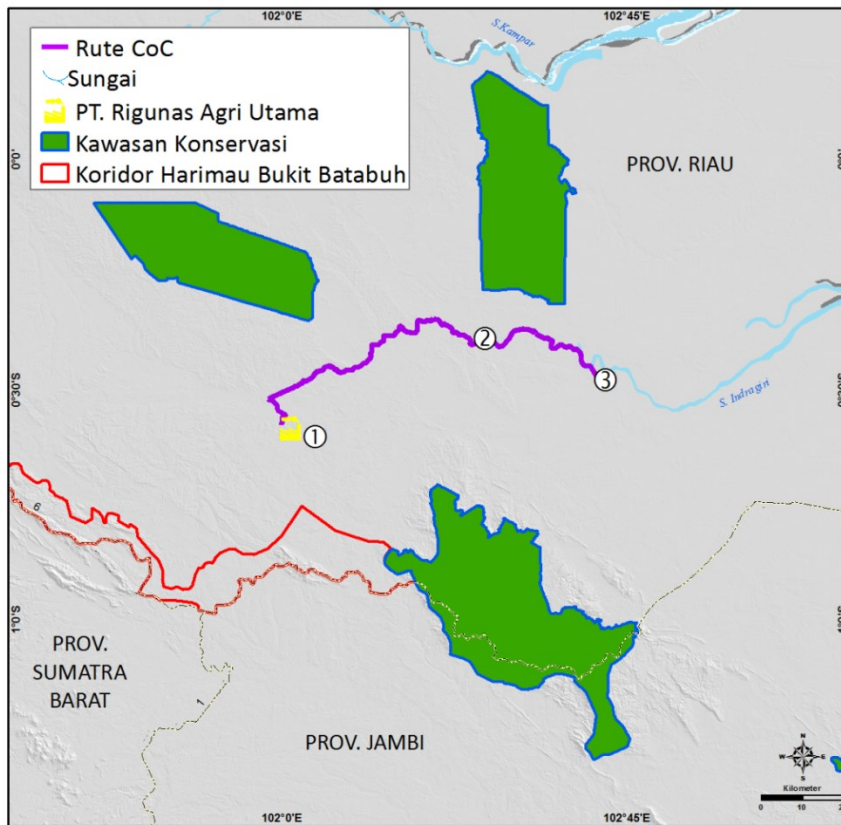 102°0'E
102°45'E
Rute CoC
Sungai
PT. Rigunas Agri Utama
Kawasan Konservasi
Koridor Harimau Bukit Batabuh
S.Kampar
PROV. RIAU
0°0'
①
②
③
0°30'S
S. Indragiri
6
1°0'S
PROV.
SUMATRA
BARAT
1
PROV. JAMBI
N
W E
S
Kilometer
0 10
102°0'E
102°45'E